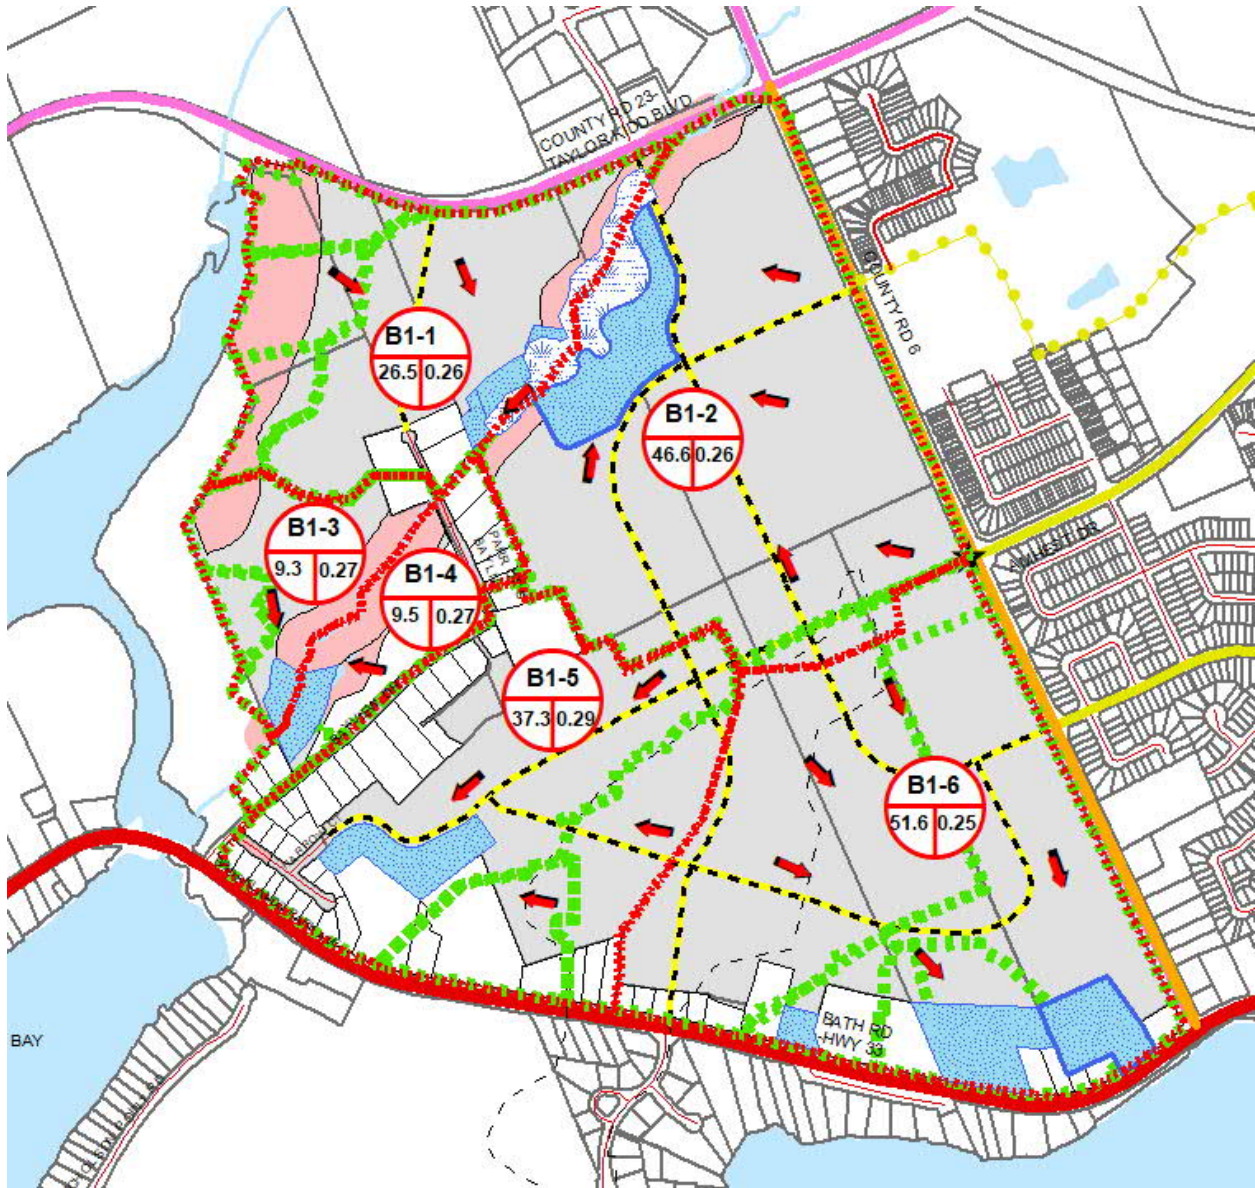 COUNTY RD 23-
TAYLOR KIDD BLVD
COUNTY RD 6
B1-1
26.5 0.26
B1-2
46.6 0.26
B1-3
9.3 0.27
B1-4
9.5 0.27
AMHEST DR
B1-5
37.3 0.29
B1-6
51.6 0.25
BATH RD
-HWY 33
BAY